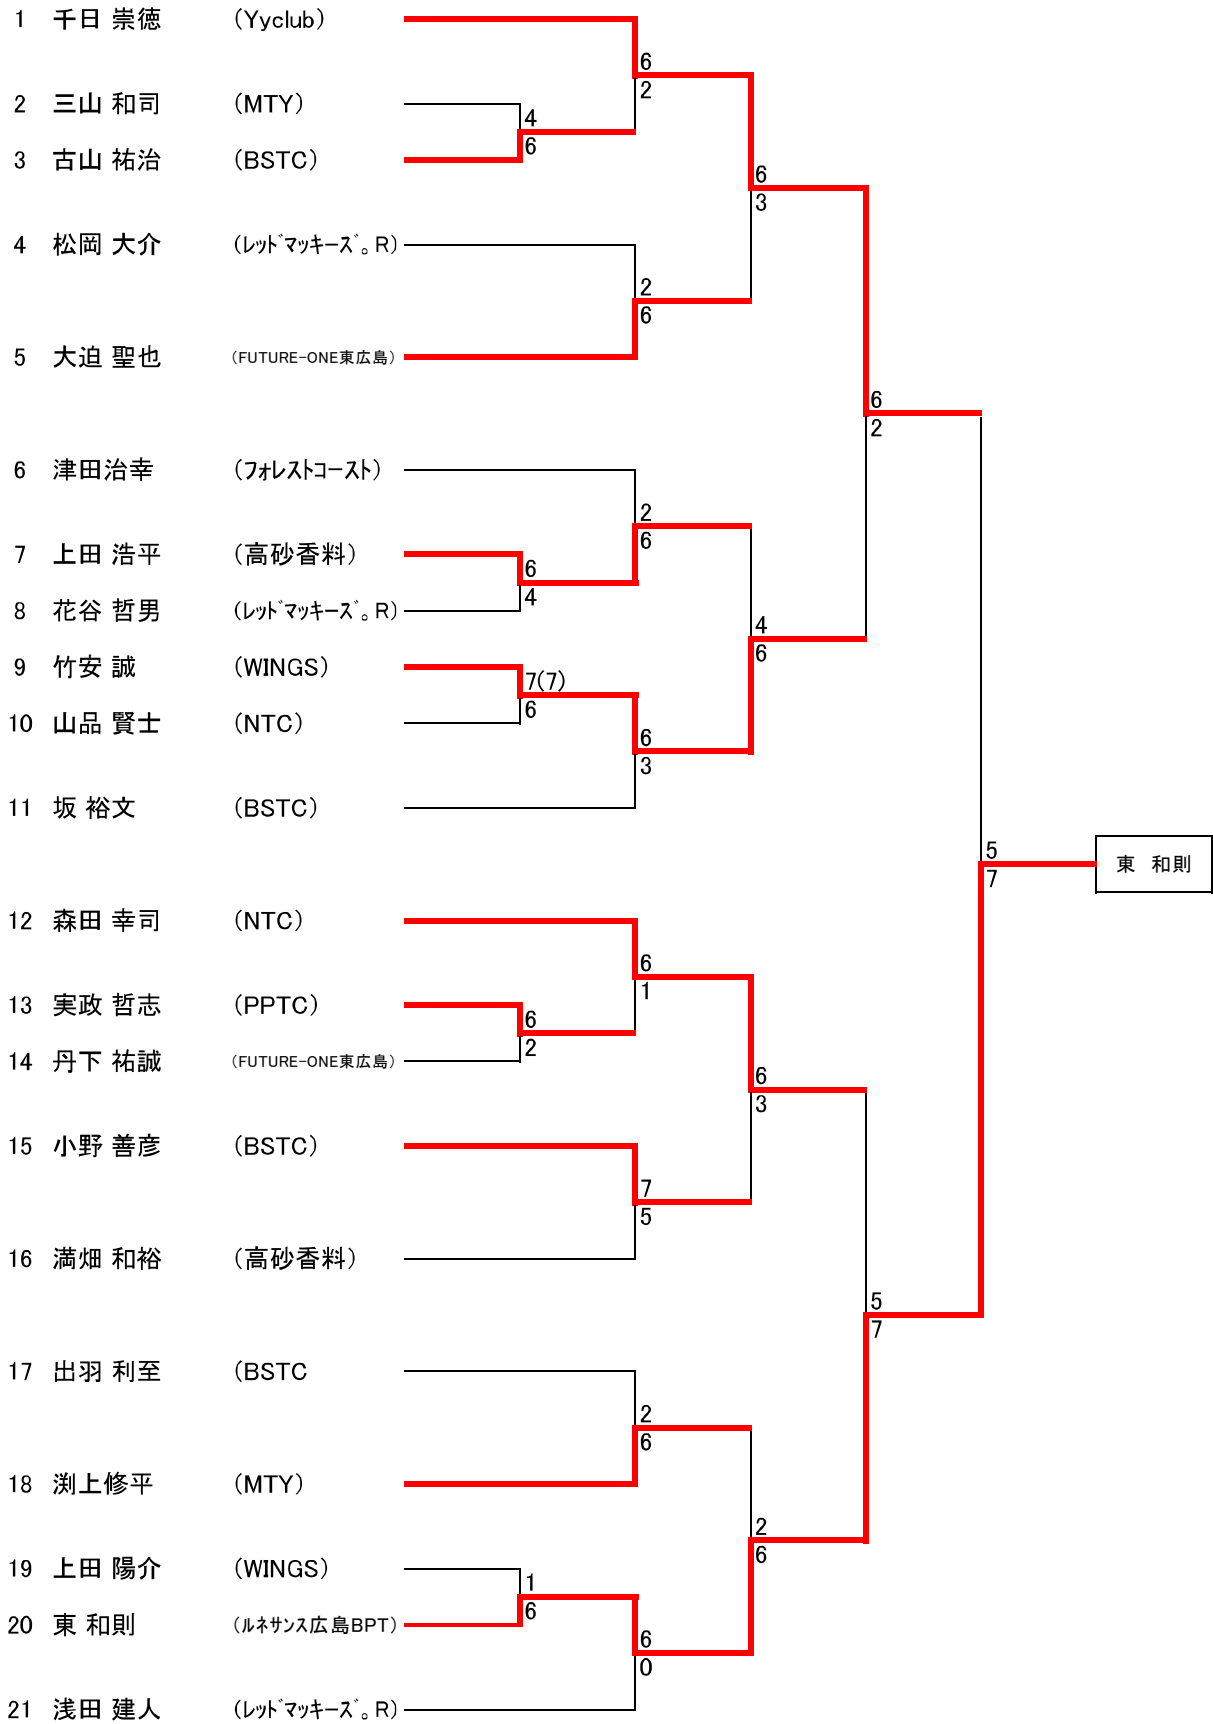 1 千日 崇徳 (Yyclub)
6
2
2 三山 和司 (MTY)
4
6
3 古山 祐治 (BSTC)
6
3
4 松岡 大介 (ﾚｯﾄﾞﾏｯｷｰｽﾞ。R)
2
6
5 大迫 聖也 (FUTURE-ONE東広島)
6
2
6 津田治幸 (フォレストコースト)
2
6
7 上田 浩平 (高砂香料)
6
4
8 花谷 哲男 (ﾚｯﾄﾞﾏｯｷｰｽﾞ。R)
4
6
9 竹安 誠 (WINGS)
7(7)
6
10 山品 賢士 (NTC)
6
3
11 坂 裕文 (BSTC)
5
7
東 和則
12 森田 幸司 (NTC)
6
1
13 実政 哲志 (PPTC)
6
2
14 丹下 祐誠 (FUTURE-ONE東広島)
6
3
15 小野 善彦 (BSTC)
7
5
16 満畑 和裕 (高砂香料)
5
7
17 出羽 利至 (BSTC
2
6
18 渕上修平 (MTY)
2
6
19 上田 陽介 (WINGS)
1
6
20 東 和則 (ﾙﾈｻﾝｽ広島BPT)
6
0
21 浅田 建人 (ﾚｯﾄﾞﾏｯｷｰｽﾞ。R)